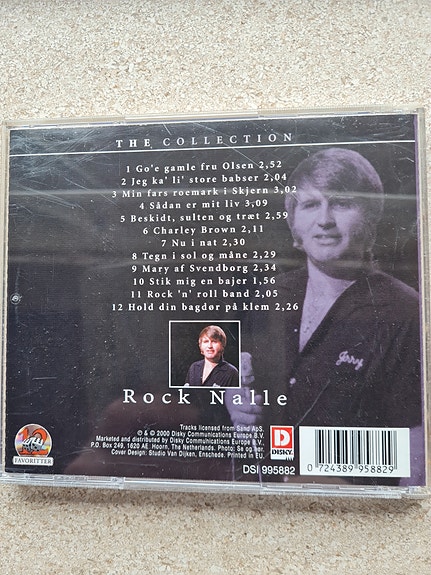 THE COLLECTION
1 Go'e gamle fru Olsen 2,52
2 Jeg ka' li' store babser 2,04
3 Min fars roemark i Skjern 3,02
4 Sådan er mit liv 3,09
5 Beskidt, sulten og træt 2,59
6 Charley Brown 2,11
7 Nu i nat 2,30
8 Tegn i sol og måne 2,29
9 Mary af Svendborg 2,34
10 Stik mig en bajer 1,56
11 Rock 'n' roll band 2,05
12 Hold din bagdør på klem 2,26
Jerry
Rock Nalle
Tracks licensed from Sand ApS.
℗ & © 2000 Disky Communications Europe B.V.
Marketed and distributed by Disky Communications Europe B.V.
P.O. Box 249, 1620 AE Hoorn, The Netherlands. Photo: Se og hør.
Cover Design: Studio Van Dijken, Enschede. Printed in EU.
FAVORITTER
DISKY
DSI 995882
0 724389 958829